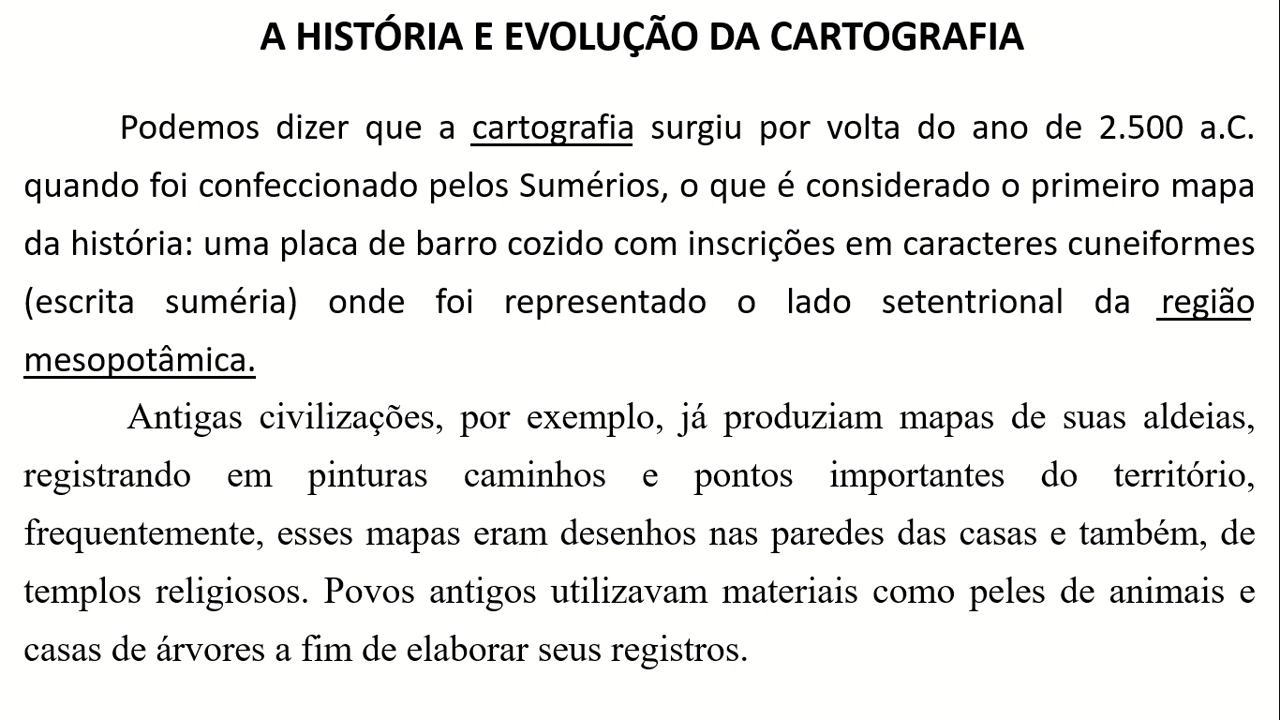 A HISTÓRIA E EVOLUÇÃO DA CARTOGRAFIA
Podemos dizer que a cartografia surgiu por volta do ano de 2.500 a.C.
quando foi confeccionado pelos Sumérios, o que é considerado o primeiro mapa
da história: uma placa de barro cozido com inscrições em caracteres cuneiformes
(escrita suméria) onde foi representado o lado setentrional da região
mesopotâmica.
Antigas civilizações, por exemplo, já produziam mapas de suas aldeias,
registrando em pinturas caminhos e pontos importantes do território,
frequentemente, esses mapas eram desenhos nas paredes das casas e também, de
templos religiosos. Povos antigos utilizavam materiais como peles de animais e
casas de árvores a fim de elaborar seus registros.